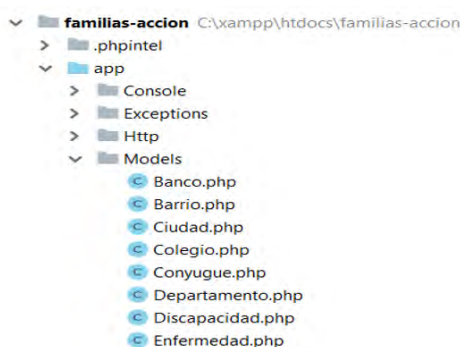 familias-accion C:\xampp\htdocs\familias-accion
.phpintel
app
Console
Exceptions
Http
Models
Banco.php
Barrio.php
Ciudad.php
Colegio.php
Conyugue.php
Departamento.php
Discapacidad.php
Enfermedad.php